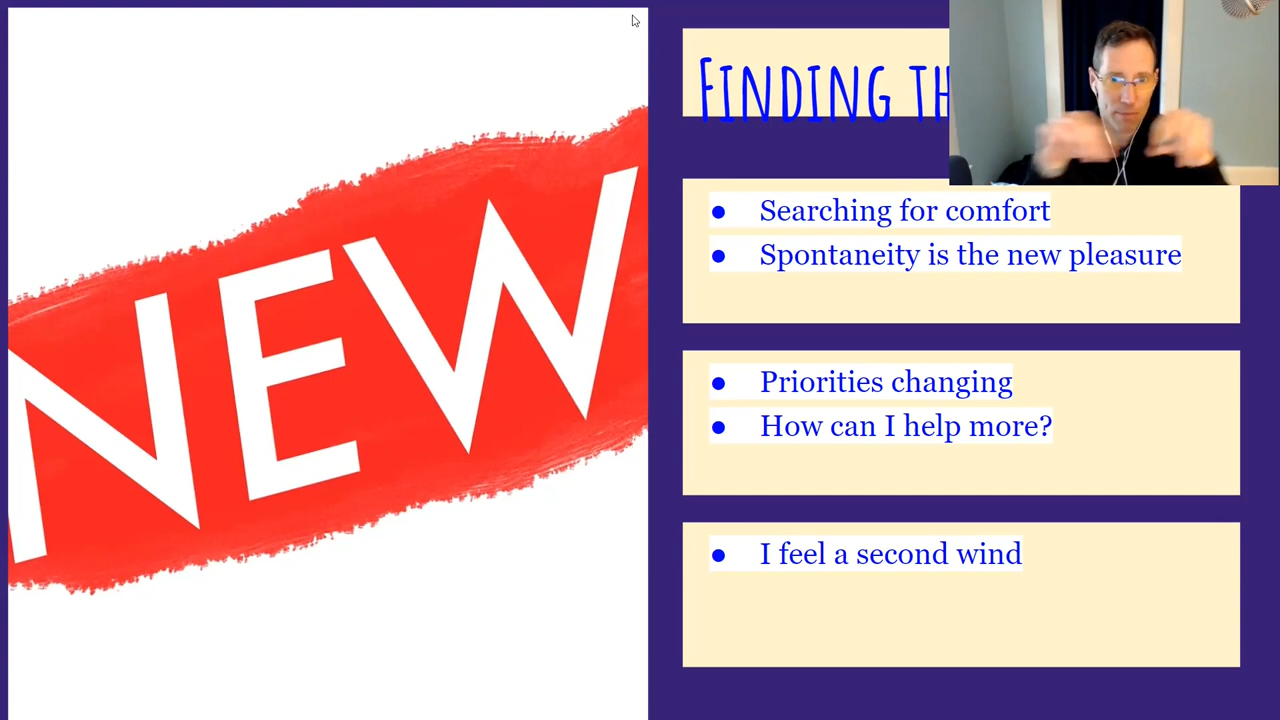 NEW
FINDING
● Searching for comfort
● Spontaneity is the new pleasure
● Priorities changing
● How can I help more?
● I feel a second wind